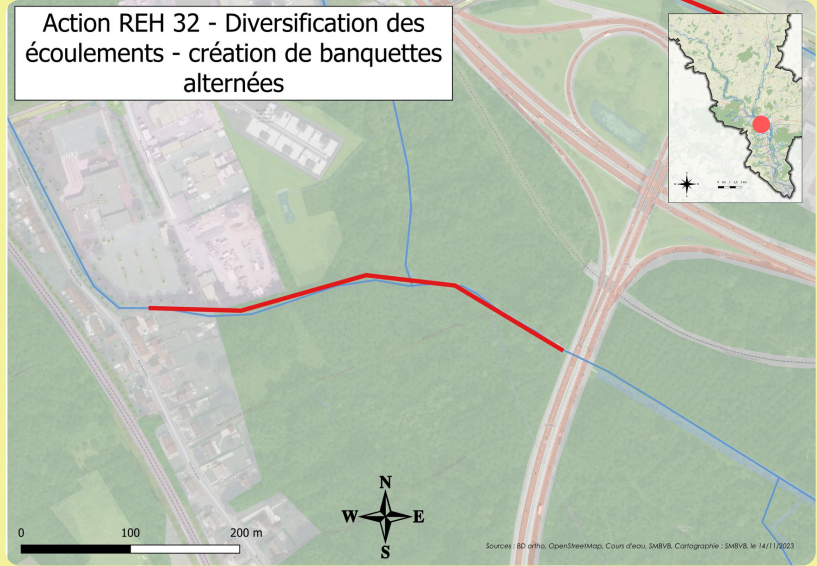 Action REH 32 - Diversification des
écoulements - création de banquettes
alternées
N
W E
S
0 100 200 m
Sources : BD ortho, OpenStreetMap, Cours d'eau, SMBVB, Cartographie : SMBVB, le 14/11/2023